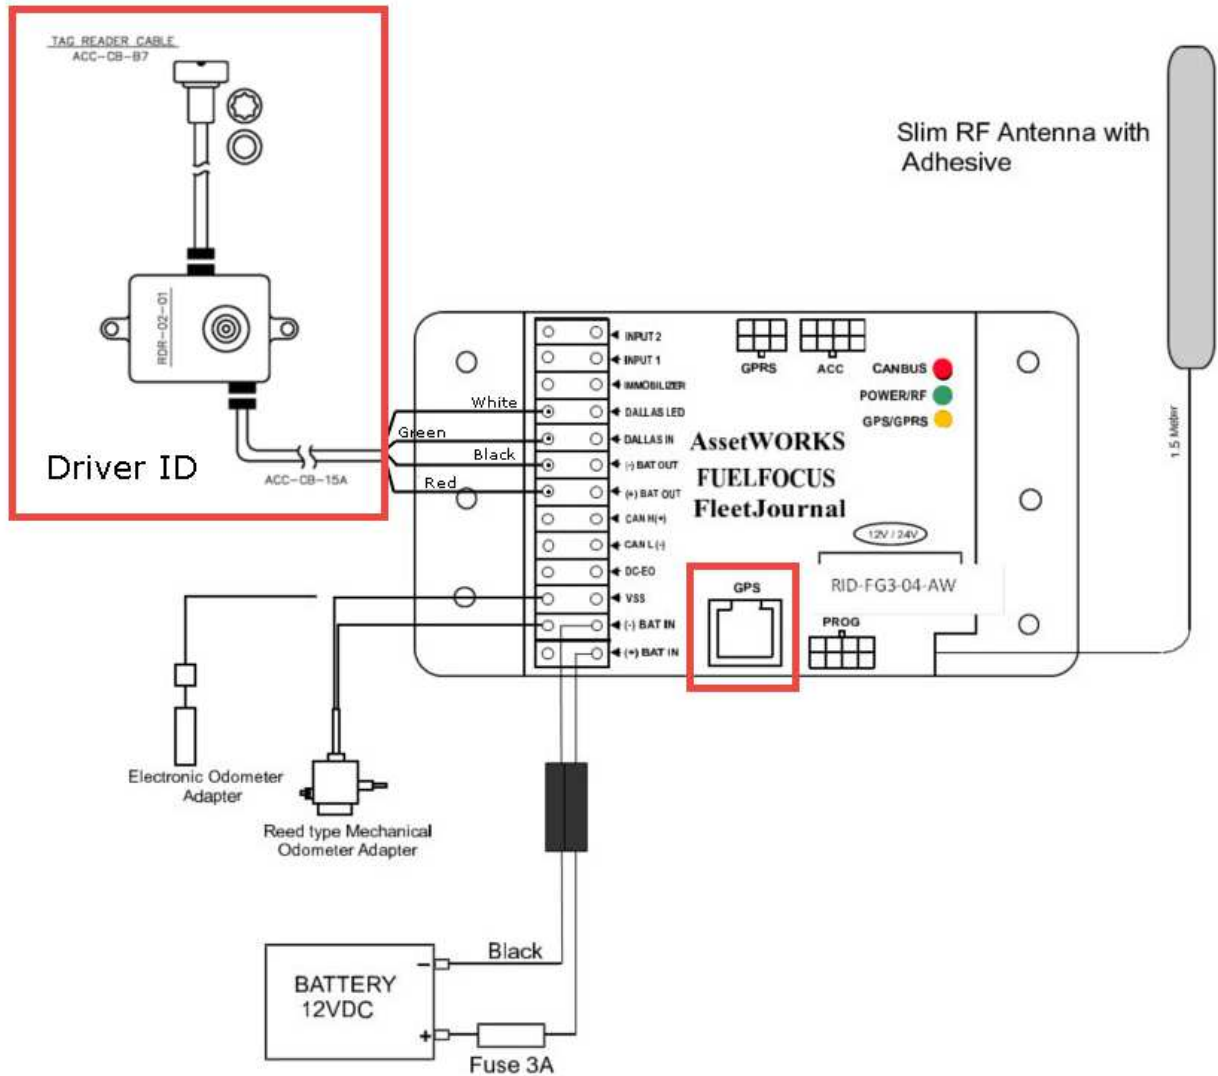 TAG READER CABLE
ACC-CB-B7
RDR-02-01
Driver ID
ACC-CB-15A
White
Green
Black
Red
Slim RF Antenna with
Adhesive
1.5 Meter
INPUT 2
INPUT 1
IMMOBILIZER
DALLAS LED
DALLAS IN
(-) BAT OUT
(+) BAT OUT
CAN H(+)
CAN L (-)
DC-EO
VSS
(-) BAT IN
(+) BAT IN
GPRS
ACC
CANBUS
POWER/RF
GPS/GPRS
AssetWORKS
FUELFOCUS
FleetJournal
12V / 24V
RID-FG3-04-AW
GPS
PROG
Electronic Odometer
Adapter
Reed type Mechanical
Odometer Adapter
Black
BATTERY
12VDC
−
+
Fuse 3A